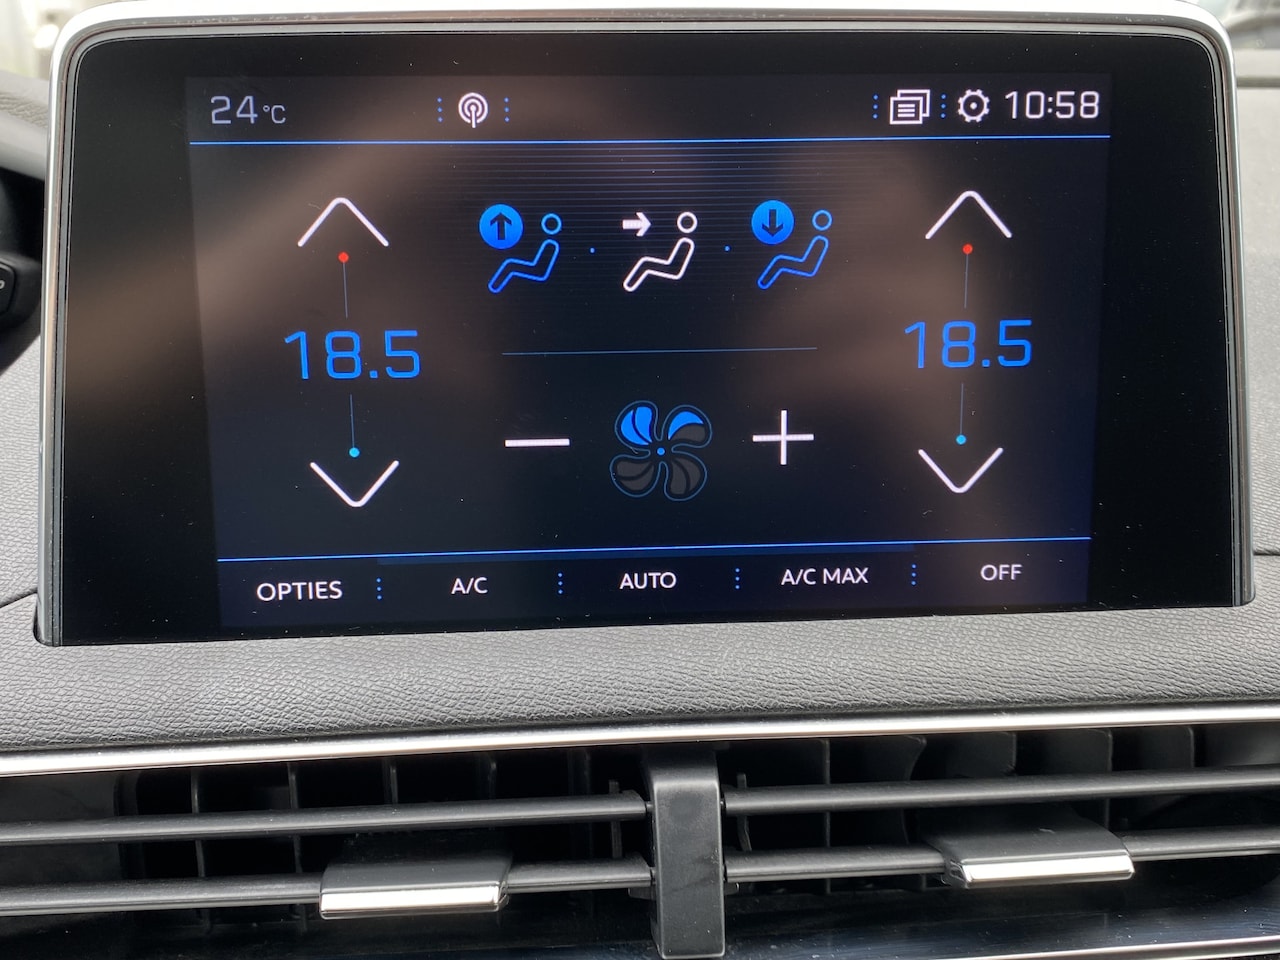 24°C
10:58
18.5
18.5
OPTIES
A/C
AUTO
A/C MAX
OFF